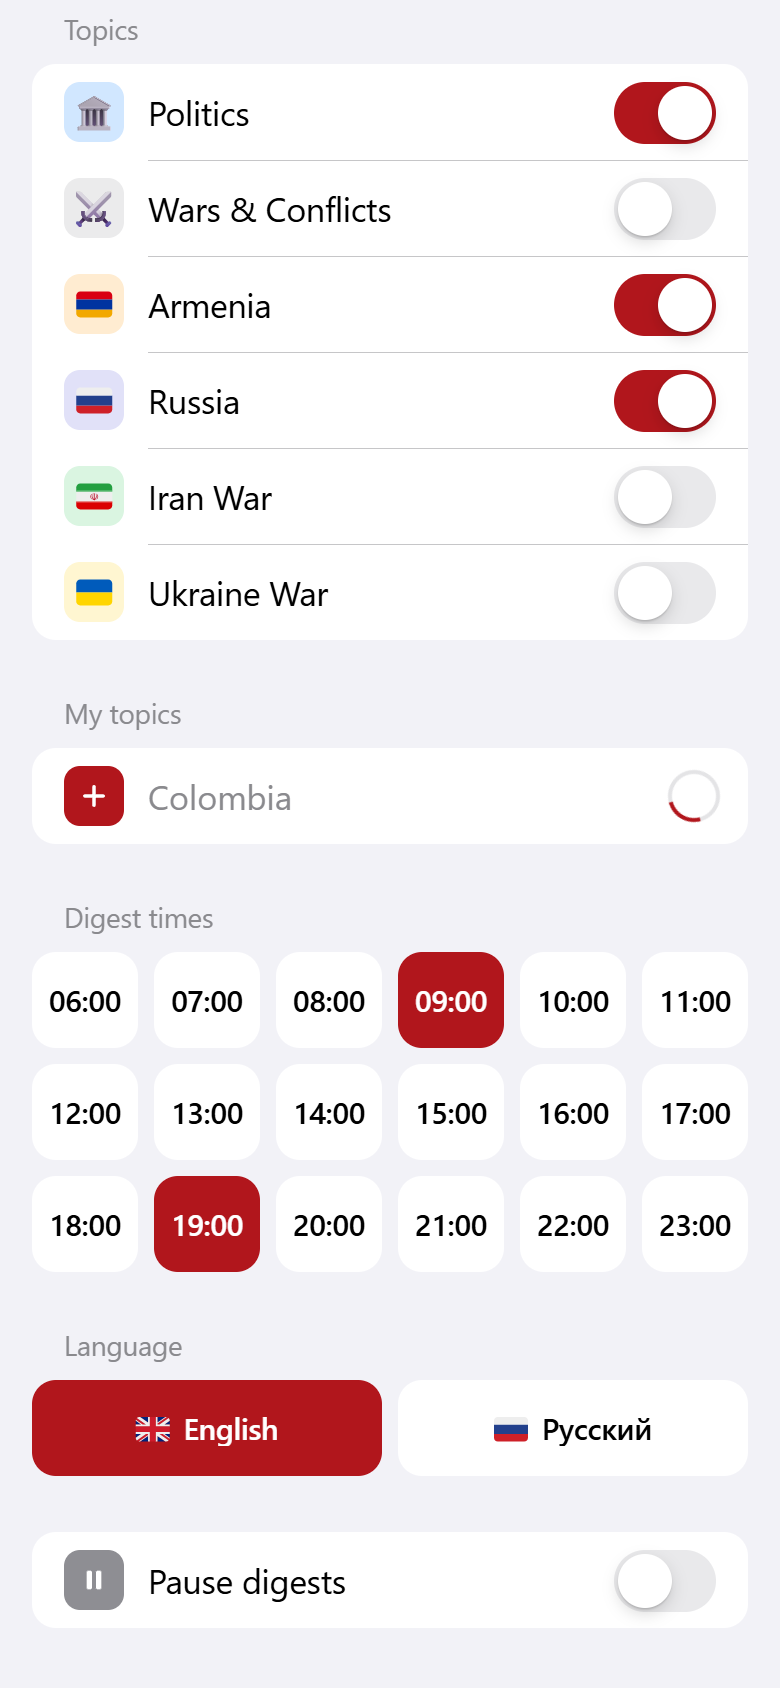 Topics
Politics
Wars & Conflicts
Armenia
Russia
Iran War
Ukraine War
My topics
Colombia
Digest times
06:00 07:00 08:00 09:00 10:00 11:00
12:00 13:00 14:00 15:00 16:00 17:00
18:00 19:00 20:00 21:00 22:00 23:00
Language
English Русский
Pause digests